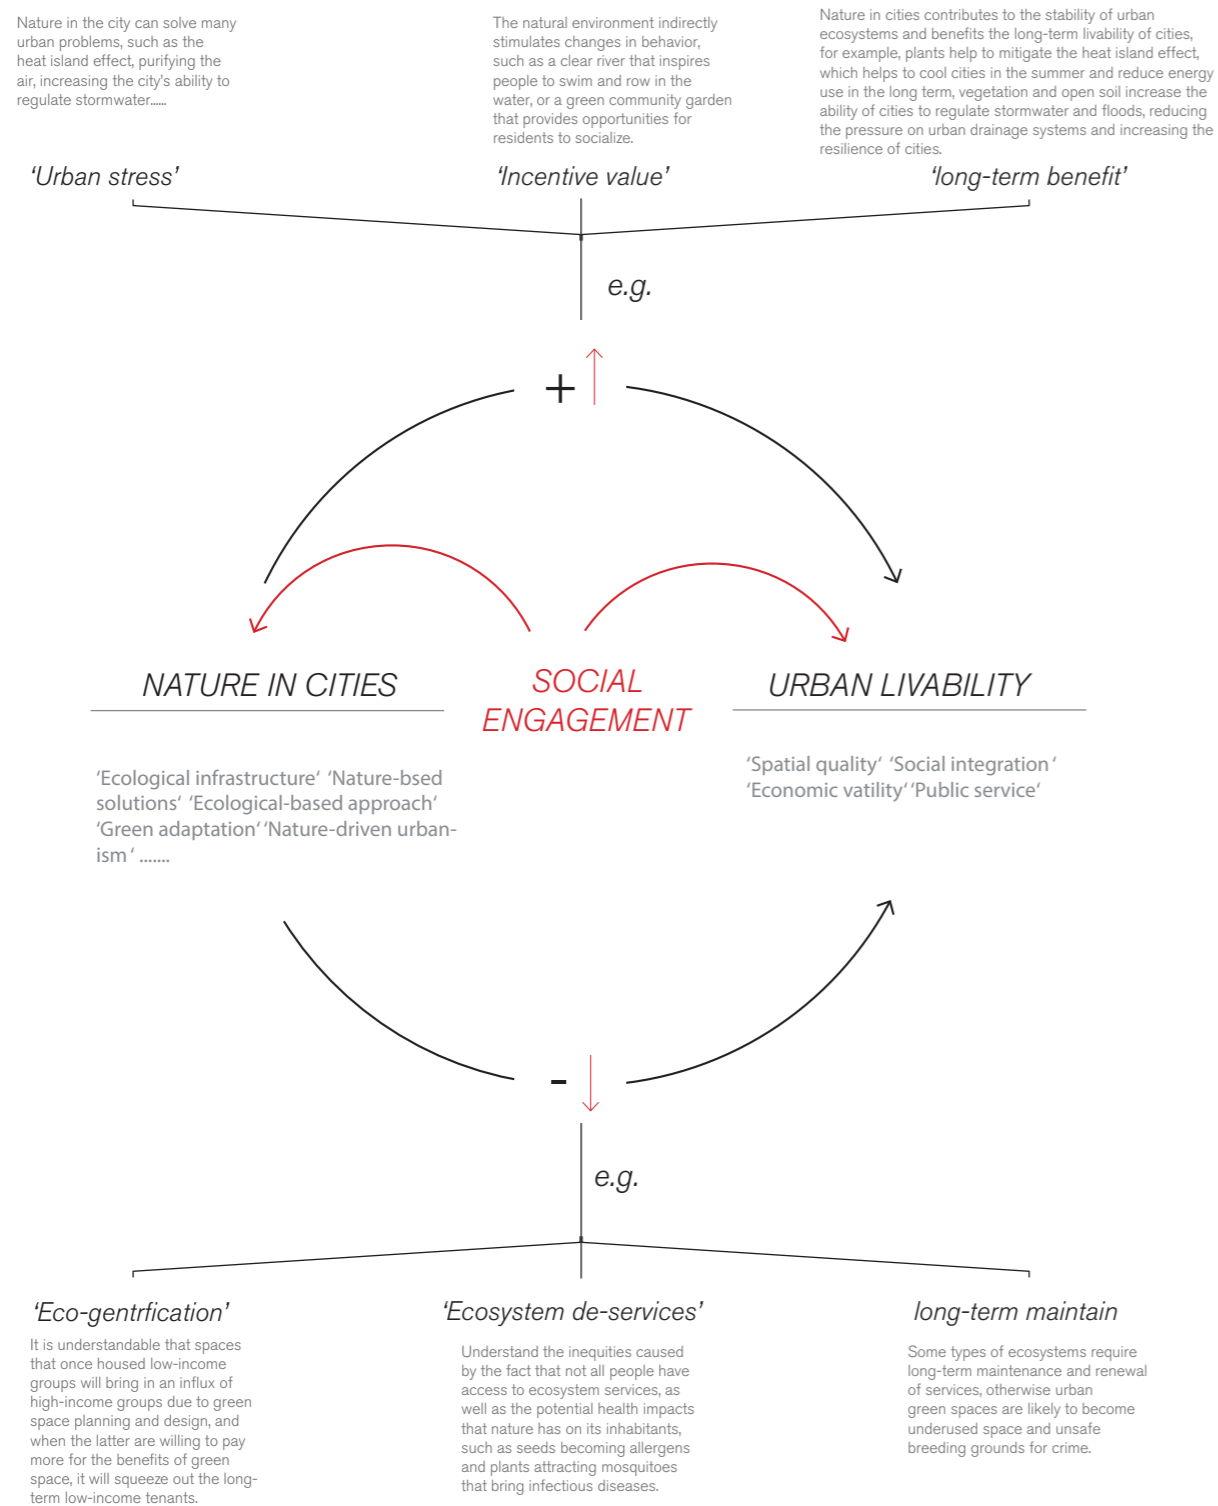 Nature in the city can solve many
urban problems, such as the
heat island effect, purifying the
air, increasing the city's ability to
regulate stormwater......
'Urban stress'
The natural environment indirectly
stimulates changes in behavior,
such as a clear river that inspires
people to swim and row in the
water, or a green community garden
that provides opportunities for
residents to socialize.
'Incentive value'
Nature in cities contributes to the stability of urban
ecosystems and benefits the long-term livability of cities,
for example, plants help to mitigate the heat island effect,
which helps to cool cities in the summer and reduce energy
use in the long term, vegetation and open soil increase the
ability of cities to regulate stormwater and floods, reducing
the pressure on urban drainage systems and increasing the
resilience of cities.
'long-term benefit'
e.g.
+
NATURE IN CITIES
'Ecological infrastructure' 'Nature-bsed
solutions' 'Ecological-based approach'
'Green adaptation' 'Nature-driven urban-
ism' .......
SOCIAL
ENGAGEMENT
URBAN LIVABILITY
'Spatial quality' 'Social integration'
'Economic vatility' 'Public service'
-
e.g.
'Eco-gentrfication'
It is understandable that spaces
that once housed low-income
groups will bring in an influx of
high-income groups due to green
space planning and design, and
when the latter are willing to pay
more for the benefits of green
space, it will squeeze out the long-
term low-income tenants.
'Ecosystem de-services'
Understand the inequities caused
by the fact that not all people have
access to ecosystem services, as
well as the potential health impacts
that nature has on its inhabitants,
such as seeds becoming allergens
and plants attracting mosquitoes
that bring infectious diseases.
long-term maintain
Some types of ecosystems require
long-term maintenance and renewal
of services, otherwise urban
green spaces are likely to become
underused space and unsafe
breeding grounds for crime.